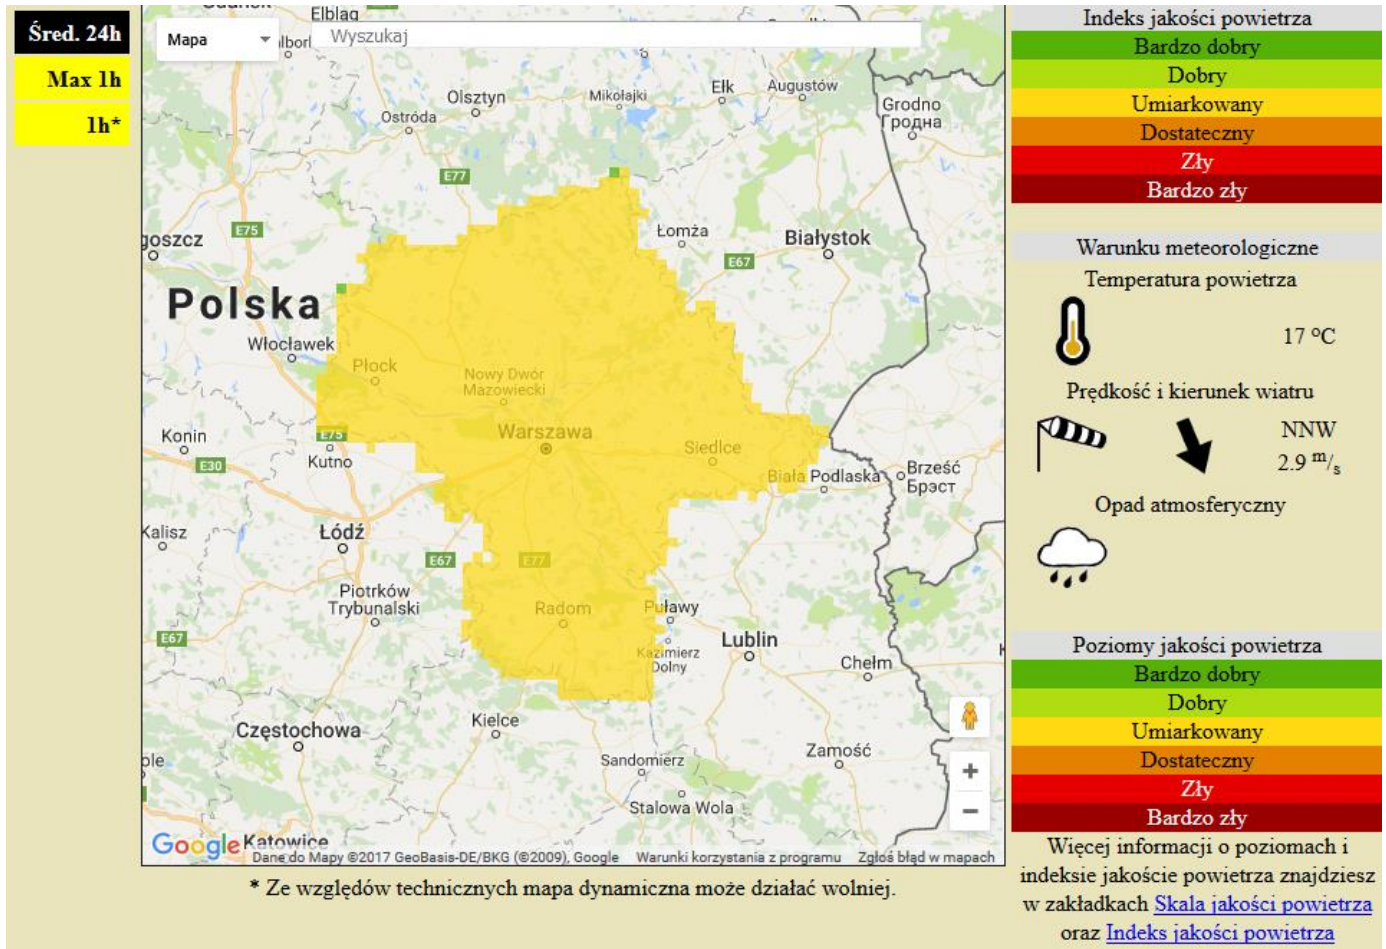 Śred. 24h
Max 1h
1h*
Mapa
Wyszukaj
Elbląg
Olsztyn
Ostróda
Mikołajki
Ełk
Augustów
Grodno
Гродна
E77
goszcz
E75
Łomża
Białystok
E67
Polska
Włocławek
Płock
Nowy Dwór
Mazowiecki
Warszawa
Siedlce
Konin
E30
E75
Kutno
Biała Podlaska
Brześć
Брэст
Kalisz
Łódź
E67
E77
Piotrków
Trybunalski
Radom
Puławy
E67
Kazimierz
Dolny
Lublin
Chełm
Częstochowa
Kielce
Sandomierz
Zamość
Stalowa Wola
ple
+
−
Google
Katowice
Dane do Mapy ©2017 GeoBasis-DE/BKG (©2009), Google Warunki korzystania z programu Zgłoś błąd w mapach
* Ze względów technicznych mapa dynamiczna może działać wolniej.
Indeks jakości powietrza
Bardzo dobry
Dobry
Umiarkowany
Dostateczny
Zły
Bardzo zły
Warunku meteorologiczne
Temperatura powietrza
17 °C
Prędkość i kierunek wiatru
NNW
2.9 m/s
Opad atmosferyczny
Poziomy jakości powietrza
Bardzo dobry
Dobry
Umiarkowany
Dostateczny
Zły
Bardzo zły
Więcej informacji o poziomach i
indeksie jakoście powietrza znajdziesz
w zakładkach Skala jakości powietrza
oraz Indeks jakości powietrza